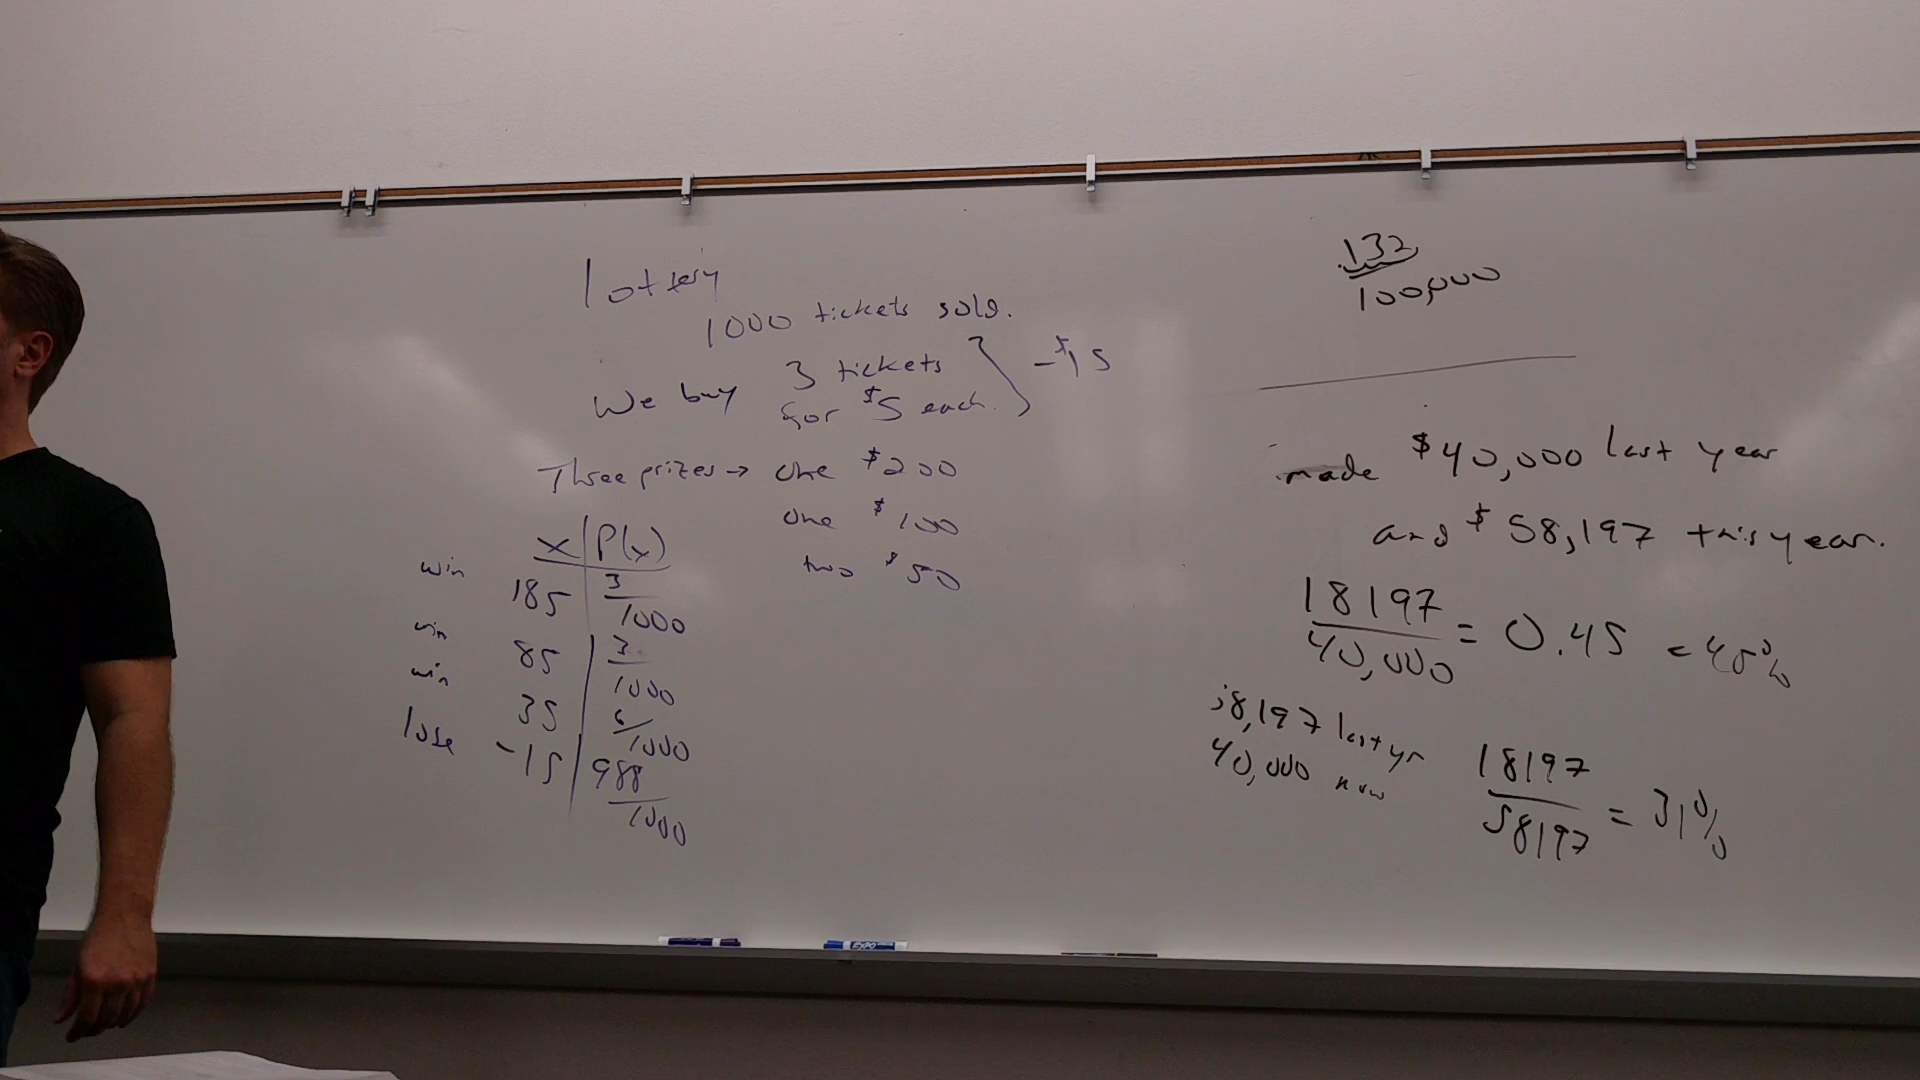 lottery
1000 tickets sold.
We buy 3 tickets
for $5 each. } -$15
Three prizes → one $200
one $100
two $50
x | P(x)
win 185 | 3/1000
win 85 | 3/1000
win 35 | 6/1000
lose -15 | 988/1000
.132
100,000
made $40,000 last year
and $58,197 this year.
18197/40,000 = 0.45 = 45%
58,197 last yr
40,000 now
18197/58197 = 31%
EXPO